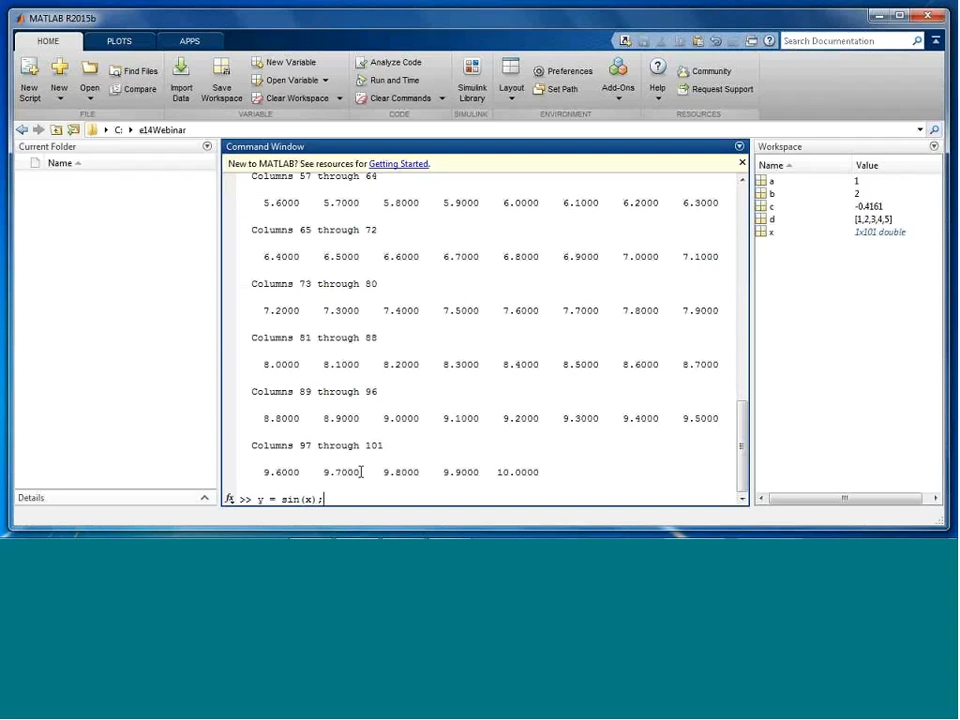 MATLAB R2015b
HOME PLOTS APPS Search Documentation
New Script New Open Find Files Compare Import Data Save Workspace New Variable Open Variable Clear Workspace Analyze Code Run and Time Clear Commands Simulink Library Layout Preferences Set Path Add-Ons Help Community Request Support
FILE VARIABLE CODE SIMULINK ENVIRONMENT RESOURCES
C: e14Webinar
Current Folder
Name
Details
Command Window
New to MATLAB? See resources for Getting Started.
Columns 57 through 64
5.6000 5.7000 5.8000 5.9000 6.0000 6.1000 6.2000 6.3000
Columns 65 through 72
6.4000 6.5000 6.6000 6.7000 6.8000 6.9000 7.0000 7.1000
Columns 73 through 80
7.2000 7.3000 7.4000 7.5000 7.6000 7.7000 7.8000 7.9000
Columns 81 through 88
8.0000 8.1000 8.2000 8.3000 8.4000 8.5000 8.6000 8.7000
Columns 89 through 96
8.8000 8.9000 9.0000 9.1000 9.2000 9.3000 9.4000 9.5000
Columns 97 through 101
9.6000 9.7000 9.8000 9.9000 10.0000
fx >> y = sin(x);
Workspace
Name Value
a 1
b 2
c -0.4161
d [1,2,3,4,5]
x 1x101 double